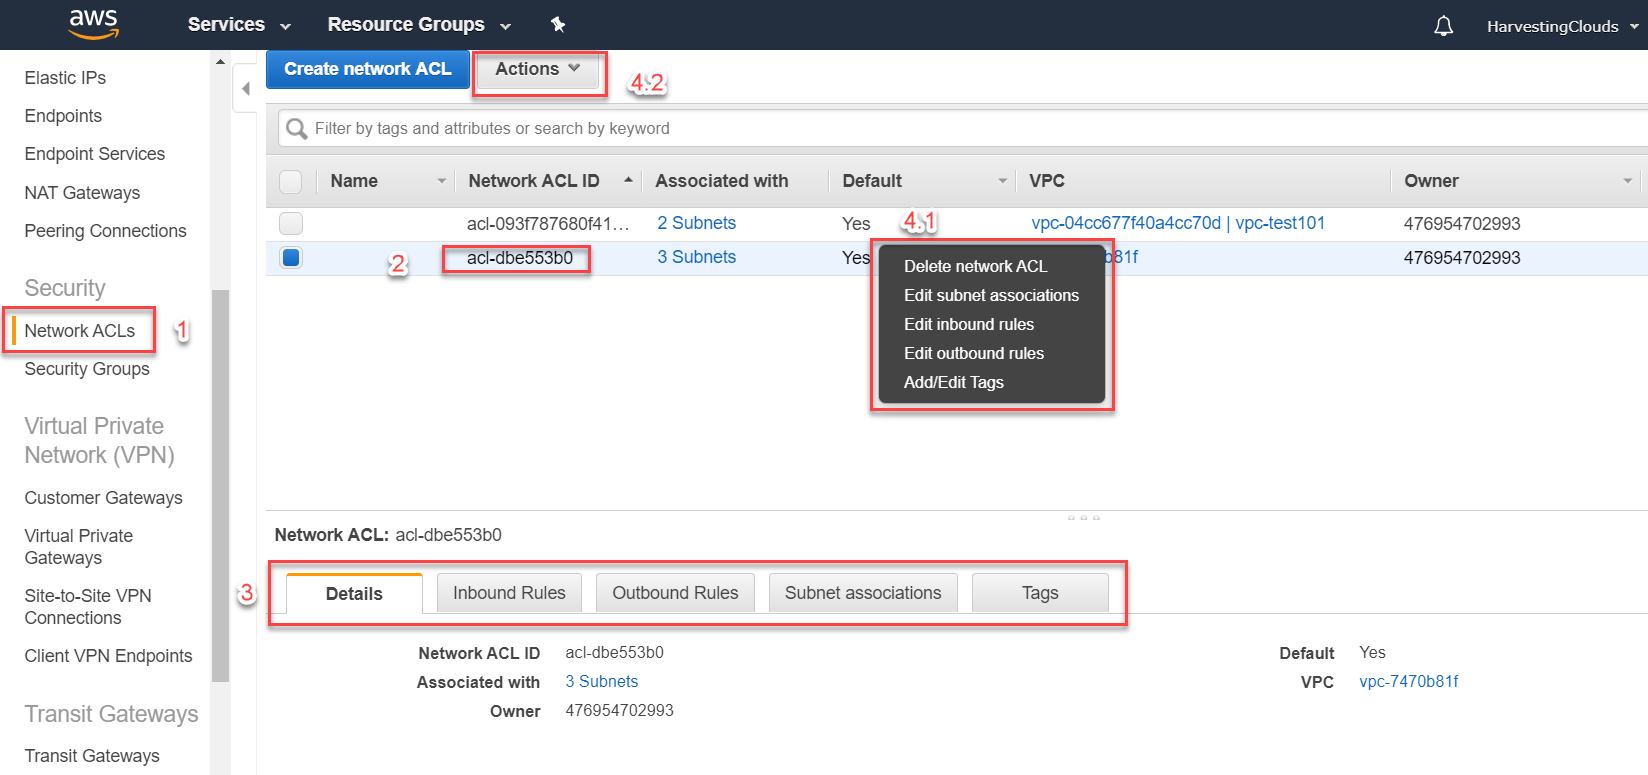 aws Services Resource Groups HarvestingClouds
Elastic IPs
Endpoints
Endpoint Services
NAT Gateways
Peering Connections
Security
Network ACLs 1
Security Groups
Virtual Private
Network (VPN)
Customer Gateways
Virtual Private
Gateways
Site-to-Site VPN
Connections
Client VPN Endpoints
Transit Gateways
Transit Gateways
Create network ACL Actions 4.2
Filter by tags and attributes or search by keyword
Name Network ACL ID Associated with Default VPC Owner
acl-093f787680f41... 2 Subnets Yes vpc-04cc677f40a4cc70d | vpc-test101 476954702993
4.1
2 acl-dbe553b0 3 Subnets Yes b81f 476954702993
Delete network ACL
Edit subnet associations
Edit inbound rules
Edit outbound rules
Add/Edit Tags
Network ACL: acl-dbe553b0
3 Details Inbound Rules Outbound Rules Subnet associations Tags
Network ACL ID acl-dbe553b0 Default Yes
Associated with 3 Subnets VPC vpc-7470b81f
Owner 476954702993